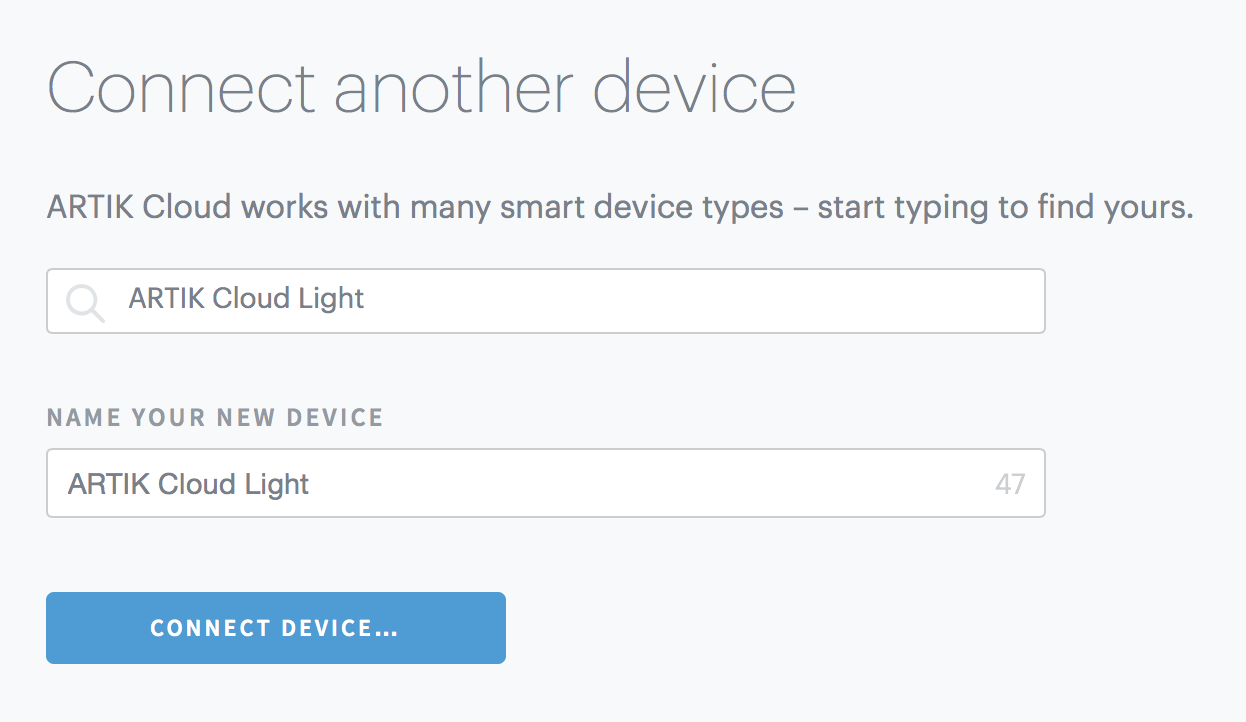 Connect another device
ARTIK Cloud works with many smart device types – start typing to find yours.
ARTIK Cloud Light
NAME YOUR NEW DEVICE
ARTIK Cloud Light 47
CONNECT DEVICE...